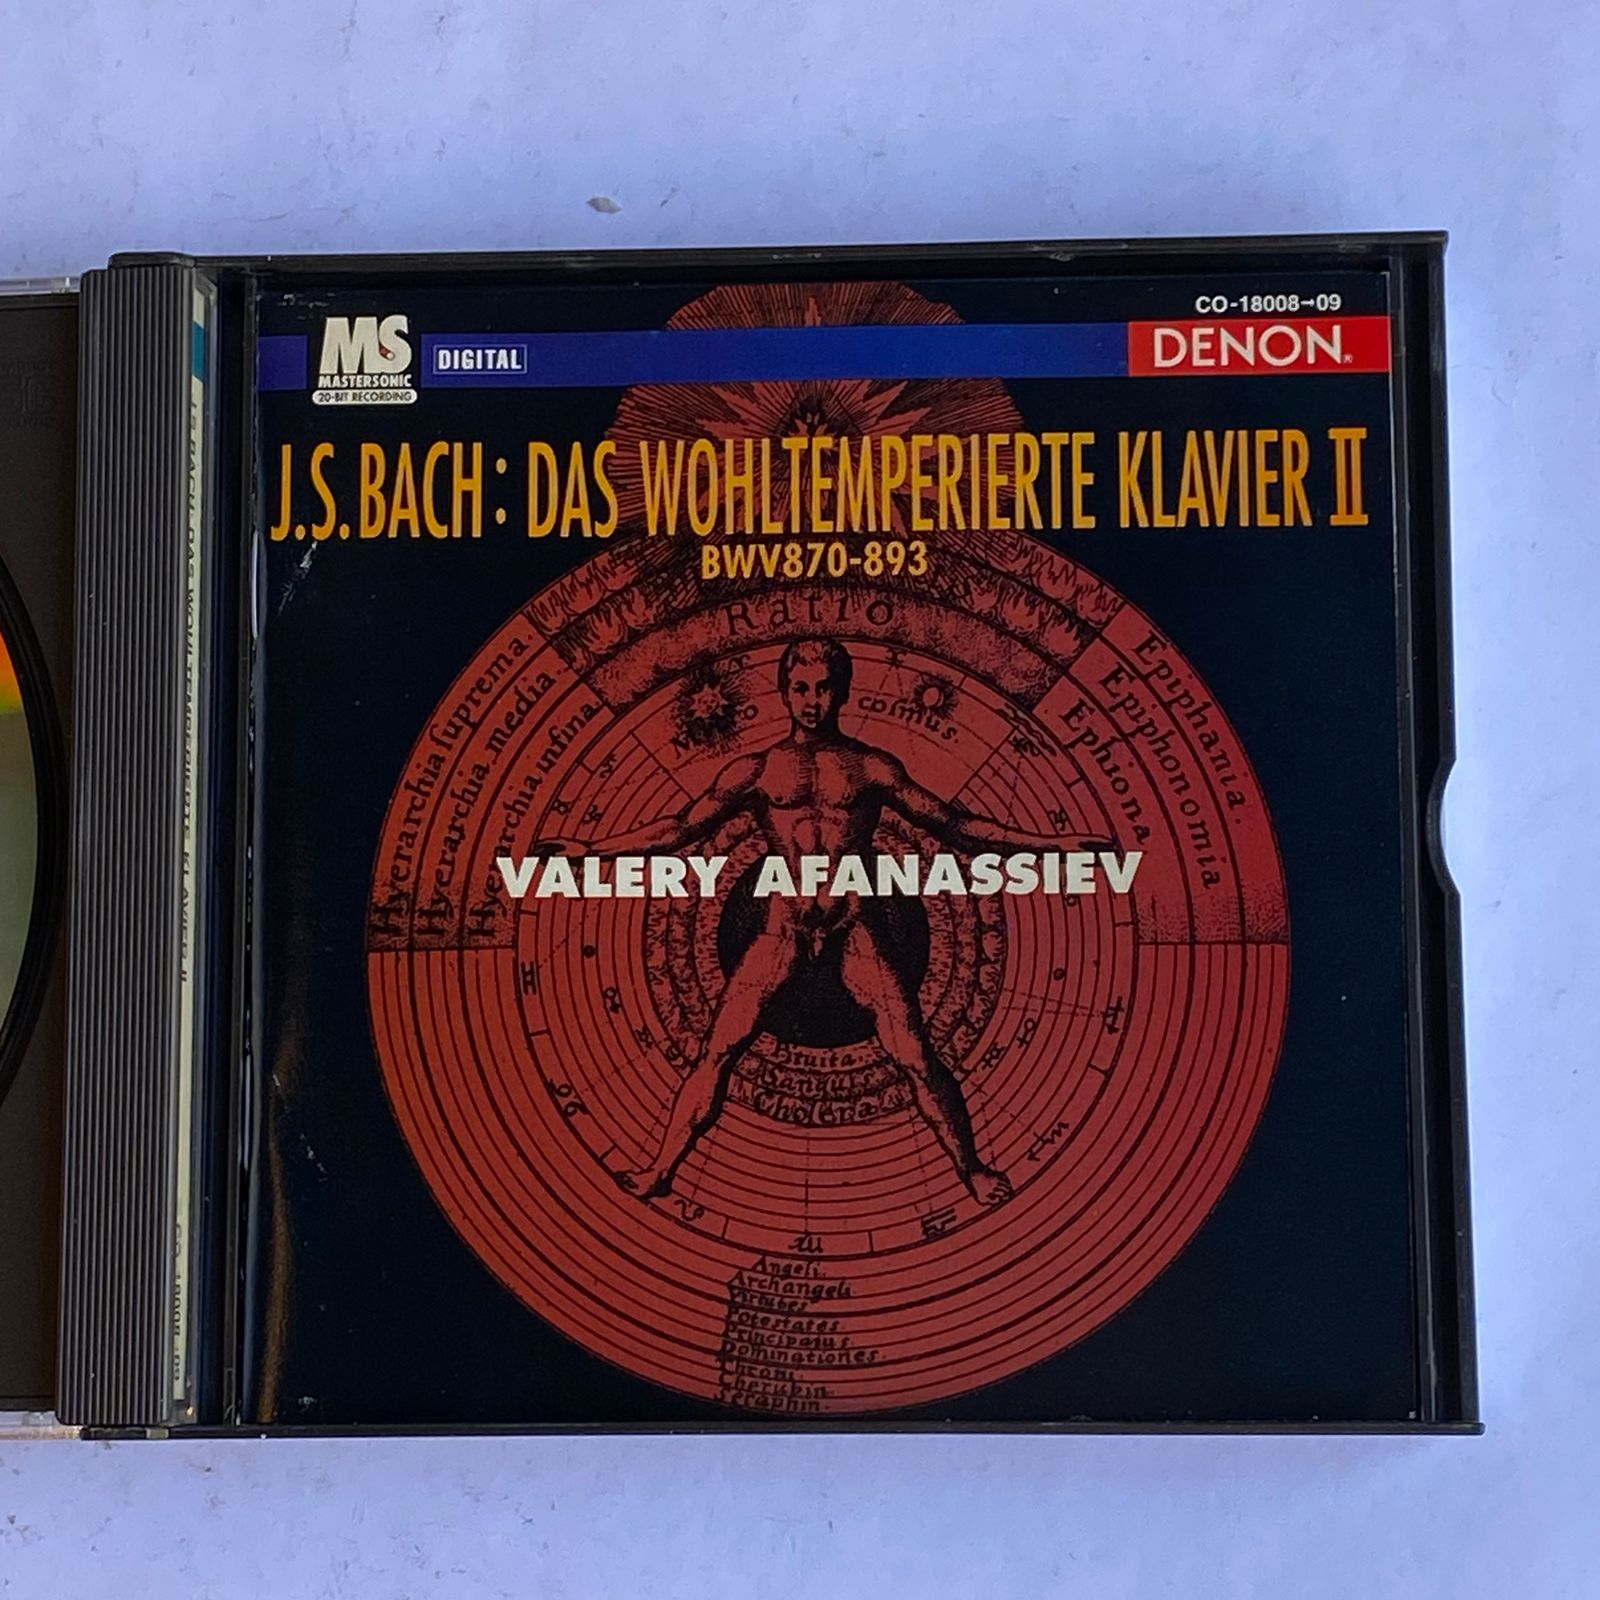 CO-18008→09
MS
MASTERSONIC
20-BIT RECORDING
DIGITAL
DENON
J.S.BACH: DAS WOHLTEMPERIERTE KLAVIER II
BWV870-893
Ratio
Hyerarchia suprema.
Hyerarchia media.
Hyerarchia infina
Epiphania.
Epiphonomia
Ephiona
cosmus.
VALERY AFANASSIEV
Pituita.
Sanguis
Cholera
Angeli.
Archangeli
Virtutes
Potestates.
Principatus
Dominationes.
Throni.
Cherubin.
Seraphin.